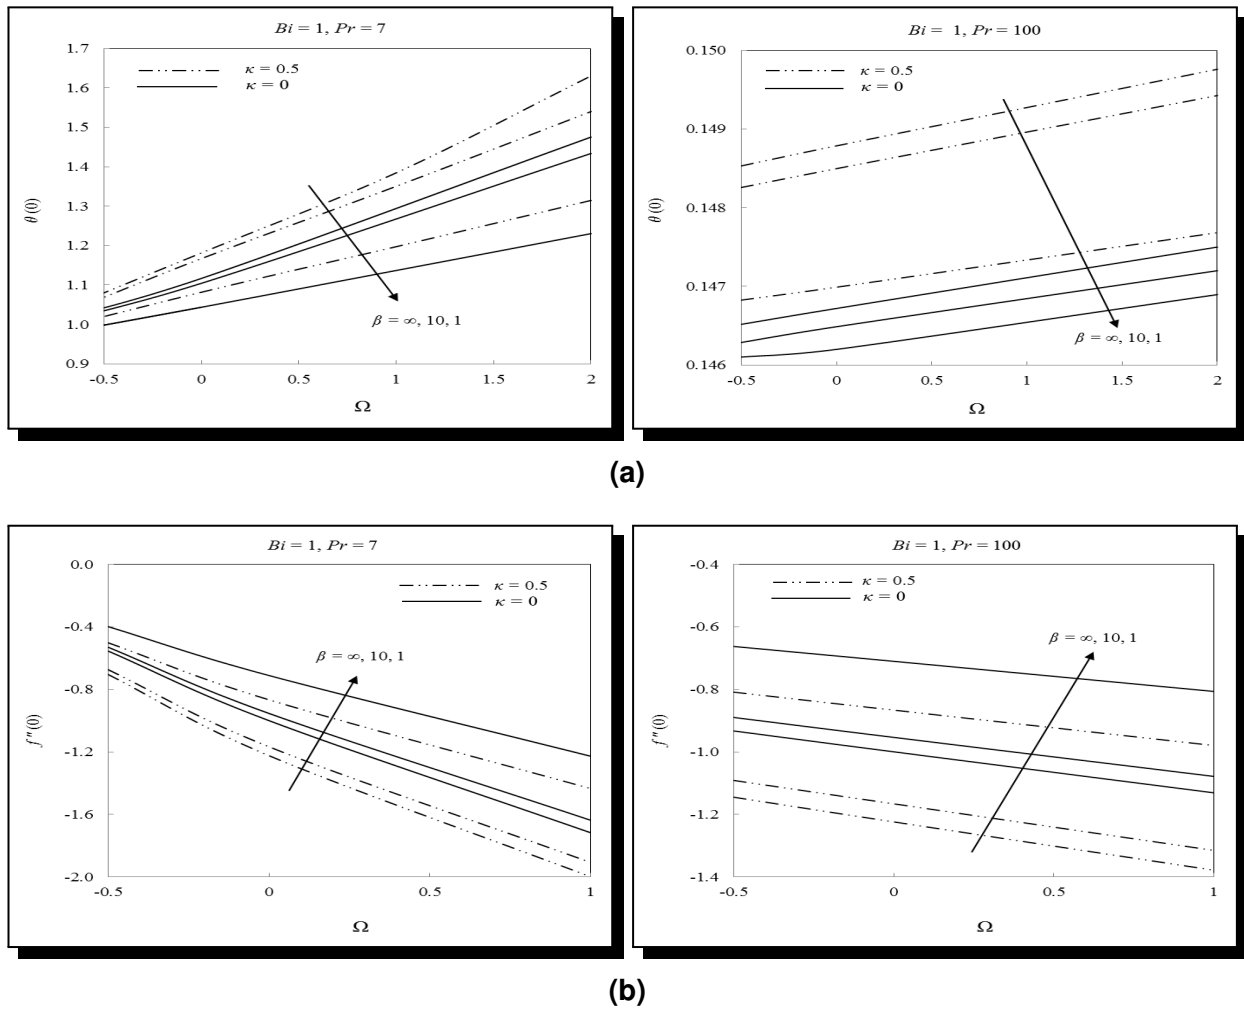 Bi = 1, Pr = 7
1.7
1.6
1.5
1.4
1.3
1.2
1.1
1.0
0.9
θ (0)
κ = 0.5
κ = 0
β = ∞, 10, 1
-0.5 0 0.5 1 1.5 2
Ω
Bi = 1, Pr = 100
0.150
0.149
0.148
0.147
0.146
θ (0)
κ = 0.5
κ = 0
β = ∞, 10, 1
-0.5 0 0.5 1 1.5 2
Ω
(a)
Bi = 1, Pr = 7
0.0
-0.4
-0.8
-1.2
-1.6
-2.0
f "(0)
κ = 0.5
κ = 0
β = ∞, 10, 1
-0.5 0 0.5 1
Ω
Bi = 1, Pr = 100
-0.4
-0.6
-0.8
-1.0
-1.2
-1.4
f "(0)
κ = 0.5
κ = 0
β = ∞, 10, 1
-0.5 0 0.5 1
Ω
(b)